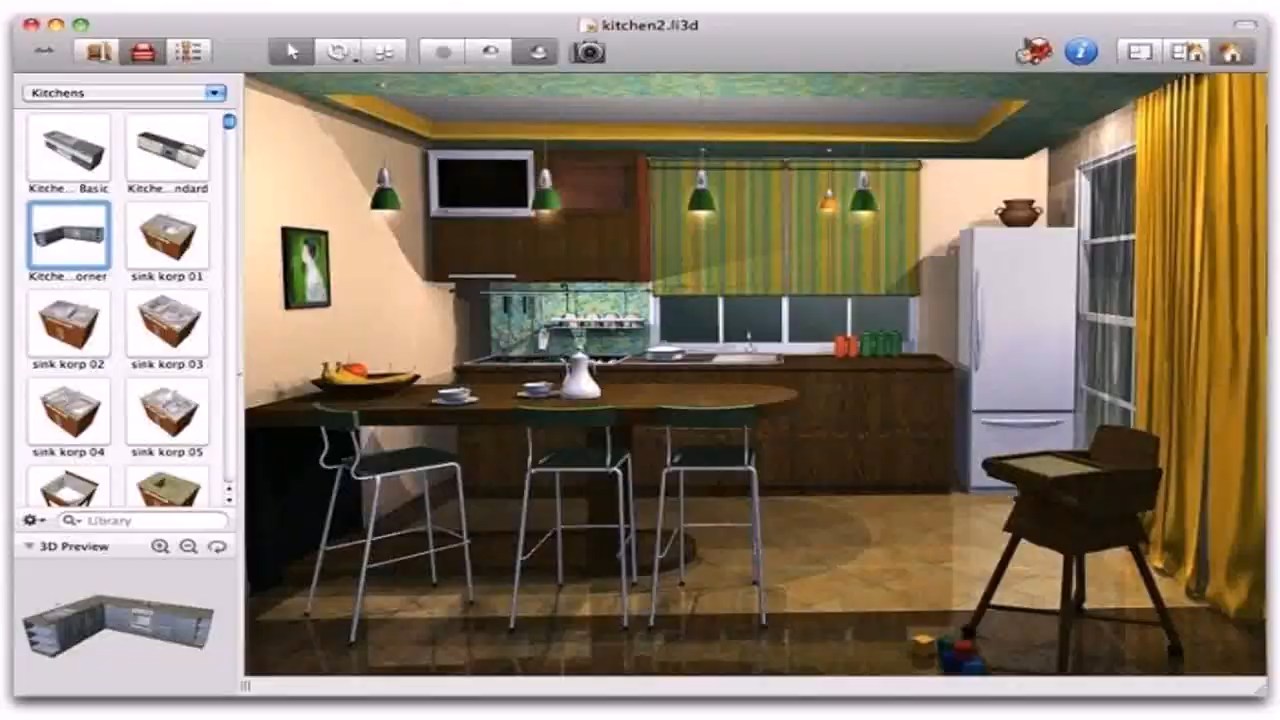 kitchen2.li3d
Kitchens
Kitche... Basic
Kitche...ndard
Kitche...orner
sink korp 01
sink korp 02
sink korp 03
sink korp 04
sink korp 05
Library
3D Preview